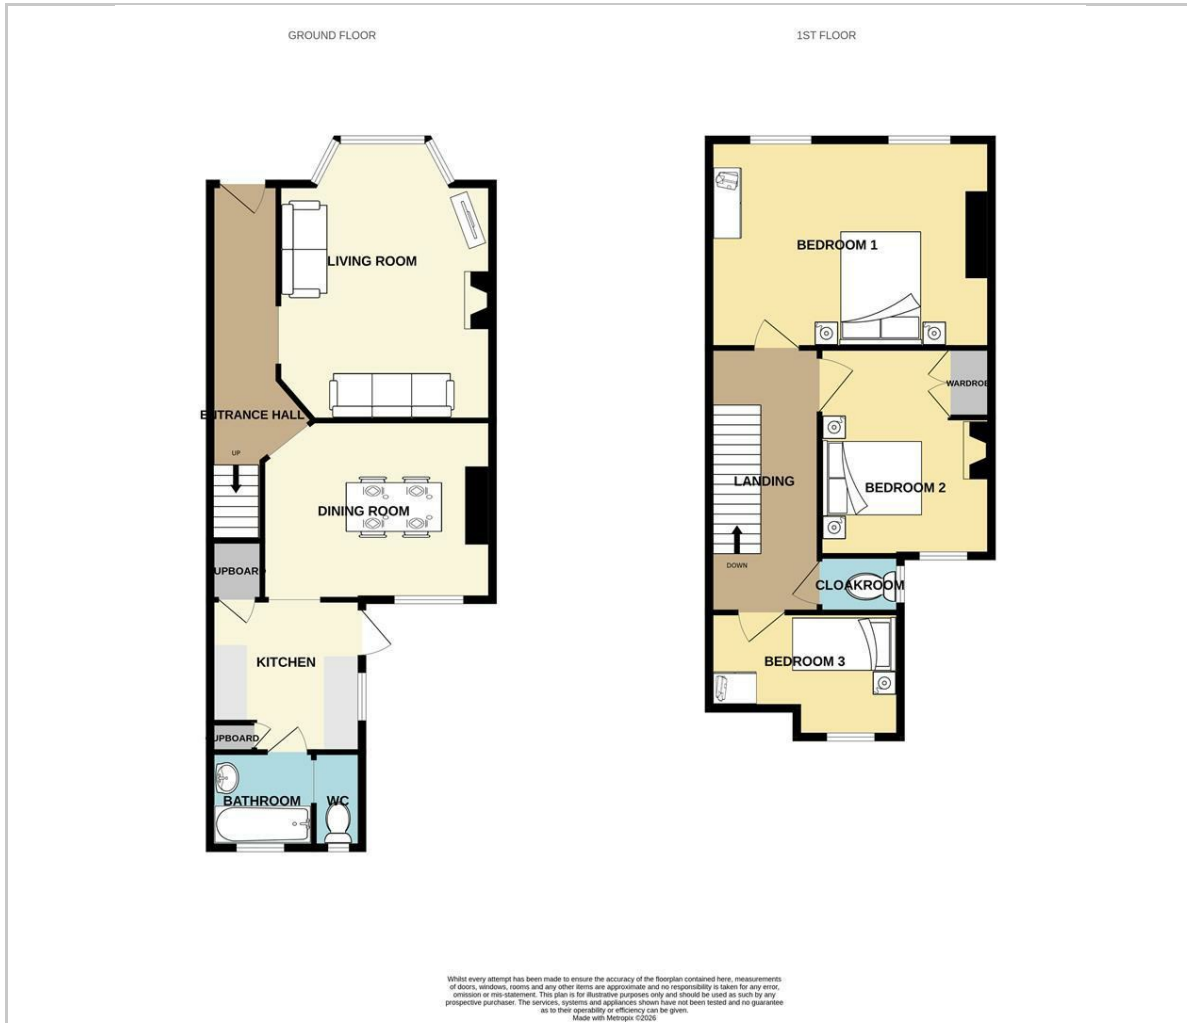 GROUND FLOOR
1ST FLOOR
LIVING ROOM
ENTRANCE HALL
UP
DINING ROOM
UPBOARD
KITCHEN
UPBOARD
BATHROOM
WC
BEDROOM 1
WARDROBE
BEDROOM 2
LANDING
DOWN
CLOAKROOM
BEDROOM 3
Whilst every attempt has been made to ensure the accuracy of the floorplan contained here, measurements
of doors, windows, rooms and any other items are approximate and no responsibility is taken for any error,
omission or mis-statement. This plan is for illustrative purposes only and should be used as such by any
prospective purchaser. The services, systems and appliances shown have not been tested and no guarantee
as to their operability or efficiency can be given.
Made with Metropix ©2026